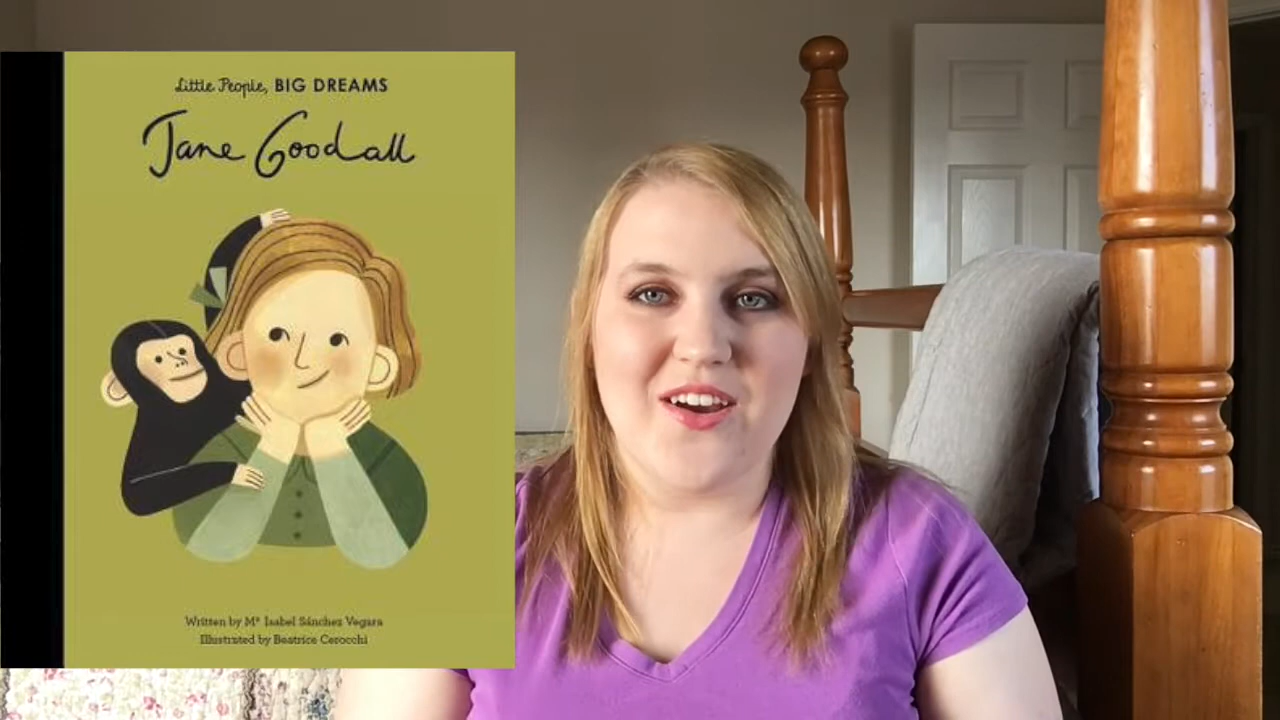 Little People, BIG DREAMS
Jane Goodall
Written by Mª Isabel Sánchez Vegara
Illustrated by Beatrice Cerocchi